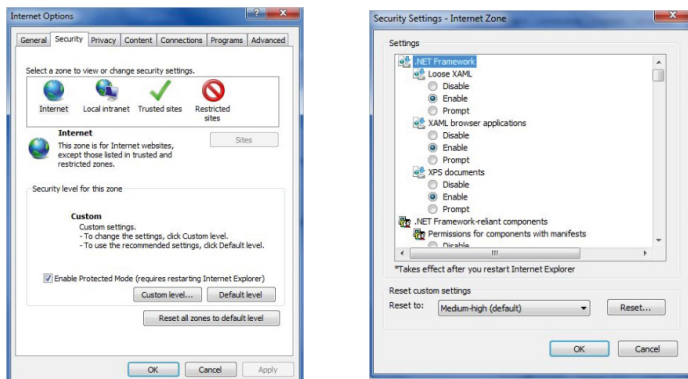 Internet Options
General Security Privacy Content Connections Programs Advanced
Select a zone to view or change security settings.
Internet Local intranet Trusted sites Restricted
sites
Internet
This zone is for Internet websites,
except those listed in trusted and
restricted zones.
Sites
Security level for this zone
Custom
Custom settings.
- To change the settings, click Custom level.
- To use the recommended settings, click Default level.
Enable Protected Mode (requires restarting Internet Explorer)
Custom level... Default level
Reset all zones to default level
OK Cancel Apply
Security Settings - Internet Zone
Settings
.NET Framework
Loose XAML
Disable
Enable
Prompt
XAML browser applications
Disable
Enable
Prompt
XPS documents
Disable
Enable
Prompt
.NET Framework-reliant components
Permissions for components with manifests
Disable
*Takes effect after you restart Internet Explorer
Reset custom settings
Reset to: Medium-high (default) Reset...
OK Cancel